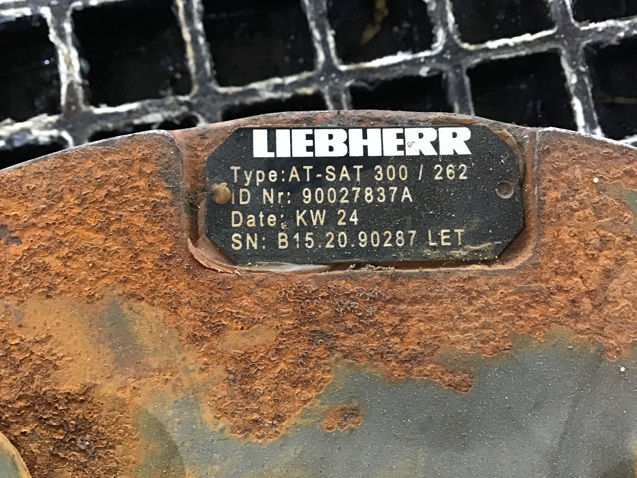 LIEBHERR
Type:AT-SAT 300 / 262
ID Nr: 90027837A
Date: KW 24
SN: B15.20.90287 LET